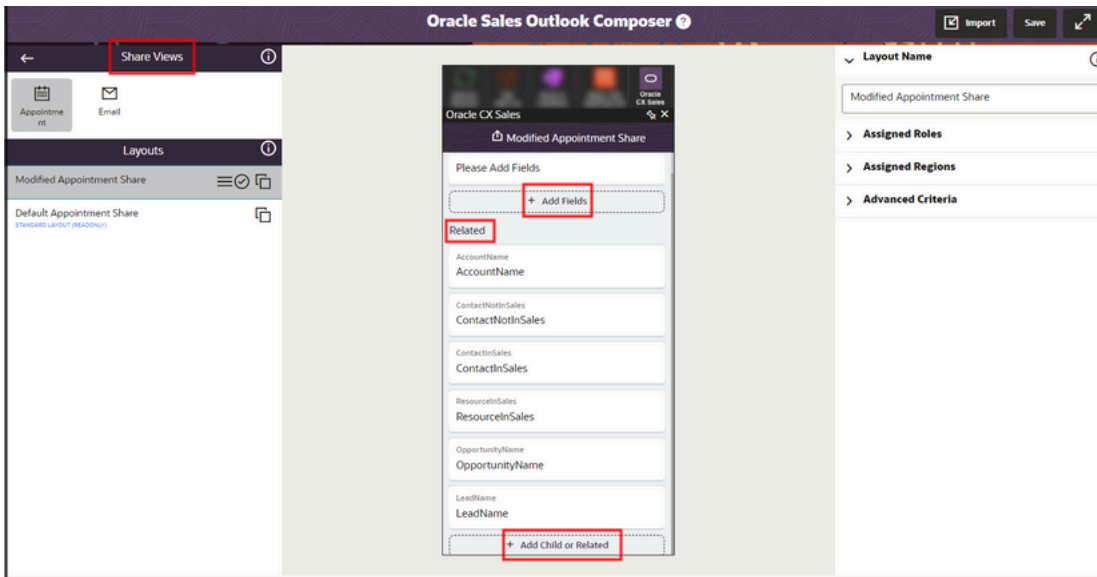 Oracle Sales Outlook Composer
Import
Save
Share Views
Appointme
nt
Email
Layouts
Modified Appointment Share
Default Appointment Share
STANDARD LAYOUT (READONLY)
Oracle
CX Sales
Oracle CX Sales
Modified Appointment Share
Please Add Fields
+ Add Fields
Related
AccountName
AccountName
ContactNotInSales
ContactNotInSales
ContactInSales
ContactInSales
ResourceInSales
ResourceInSales
OpportunityName
OpportunityName
LeadName
LeadName
+ Add Child or Related
Layout Name
Modified Appointment Share
Assigned Roles
Assigned Regions
Advanced Criteria